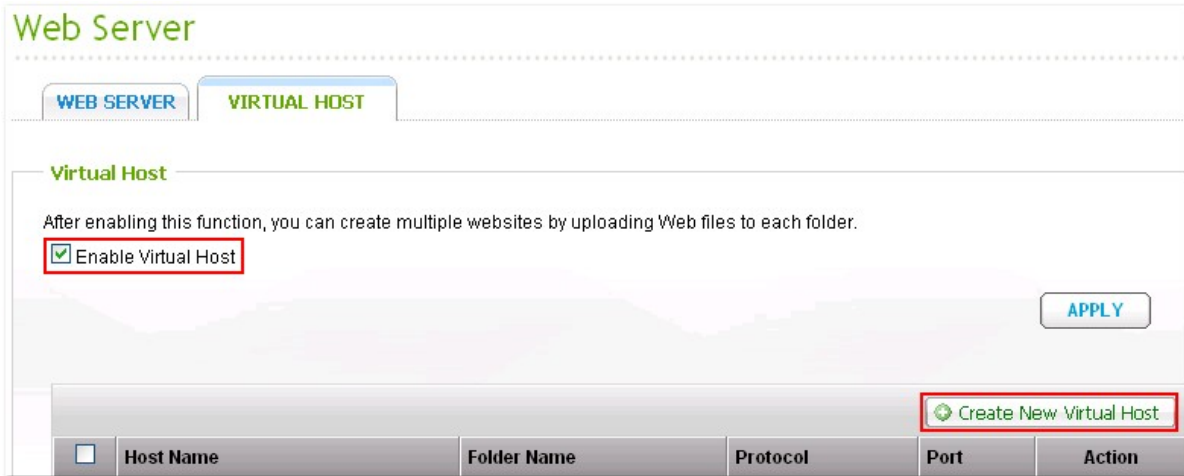 Web Server
WEB SERVER VIRTUAL HOST
Virtual Host
After enabling this function, you can create multiple websites by uploading Web files to each folder.
Enable Virtual Host
APPLY
Create New Virtual Host
Host Name Folder Name Protocol Port Action